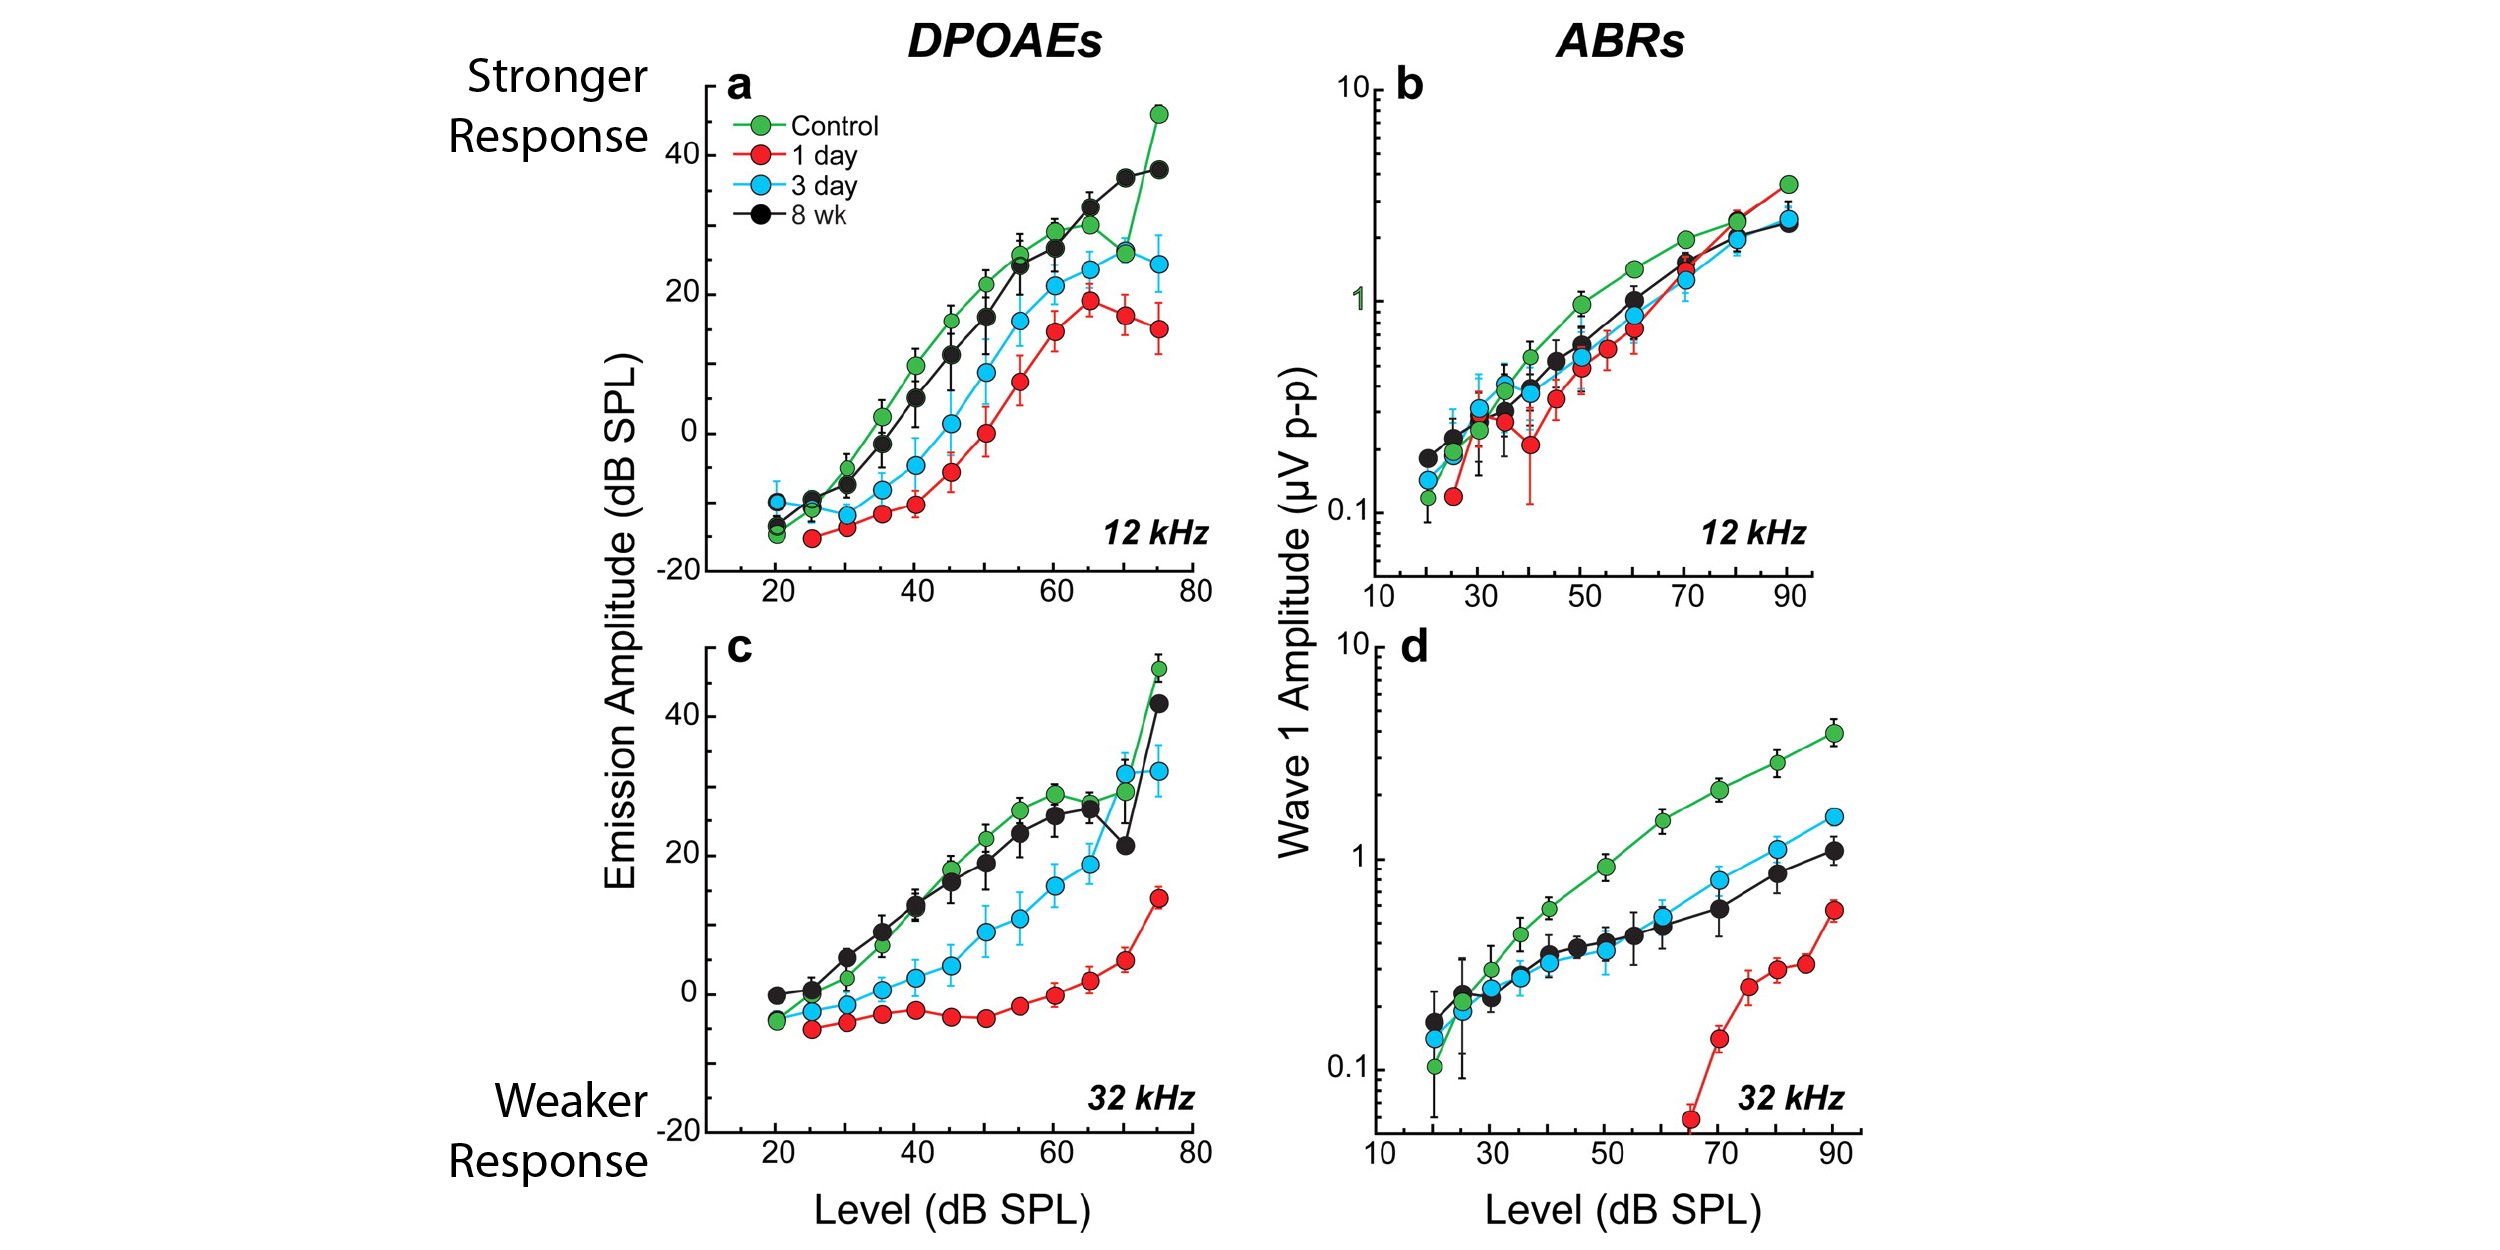 DPOAEs
ABRs
Stronger
Response
a
Control
1 day
3 day
8 wk
40
20
0
-20
20
40
60
80
12 kHz
b
10
1
0.1
10
30
50
70
90
12 kHz
Emission Amplitude (dB SPL)
Wave 1 Amplitude (µV p-p)
c
40
20
0
-20
20
40
60
80
32 kHz
d
10
1
0.1
10
30
50
70
90
32 kHz
Weaker
Response
Level (dB SPL)
Level (dB SPL)